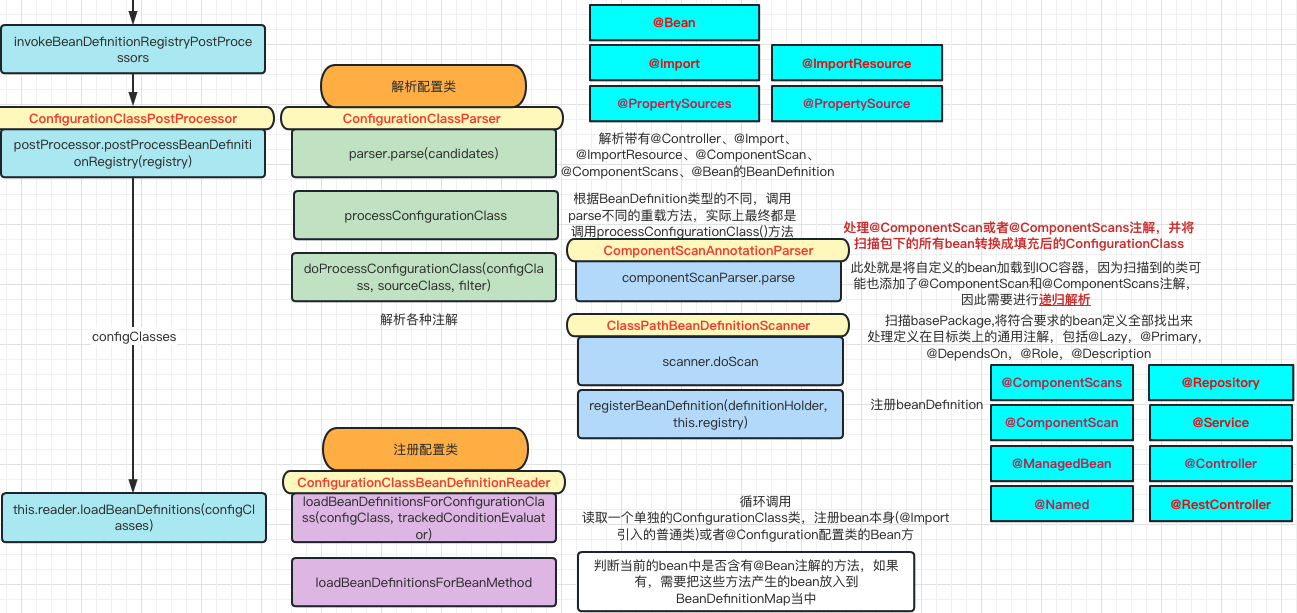 invokeBeanDefinitionRegistryPostProce
ssors
ConfigurationClassPostProcessor
postProcessor.postProcessBeanDefiniti
onRegistry(registry)
configClasses
this.reader.loadBeanDefinitions(configCl
asses)
解析配置类
ConfigurationClassParser
parser.parse(candidates)
processConfigurationClass
doProcessConfigurationClass(configCla
ss, sourceClass, filter)
解析各种注解
注册配置类
ConfigurationClassBeanDefinitionReader
loadBeanDefinitionsForConfigurationCla
ss(configClass, trackedConditionEvaluat
or)
loadBeanDefinitionsForBeanMethod
@Bean
@Import
@ImportResource
@PropertySources
@PropertySource
解析带有@Controller、@Import、
@ImportResource、@ComponentScan、
@ComponentScans、@Bean的BeanDefinition
根据BeanDefinition类型的不同，调用
parse不同的重载方法，实际上最终都是
调用processConfigurationClass()方法
ComponentScanAnnotationParser
componentScanParser.parse
处理@ComponentScan或者@ComponentScans注解，并将
扫描包下的所有bean转换成填充后的ConfigurationClass
此处就是将自定义的bean加载到IOC容器，因为扫描到的类可
能也添加了@ComponentScan和@ComponentScans注解，
因此需要进行递归解析
ClassPathBeanDefinitionScanner
scanner.doScan
扫描basePackage,将符合要求的bean定义全部找出来
处理定义在目标类上的通用注解，包括@Lazy，@Primary，
@DependsOn，@Role，@Description
registerBeanDefinition(definitionHolder,
this.registry)
注册beanDefinition
@ComponentScans
@Repository
@ComponentScan
@Service
@ManagedBean
@Controller
@Named
@RestController
循环调用
读取一个单独的ConfigurationClass类，注册bean本身(@Import
引入的普通类)或者@Configuration配置类的Bean方
判断当前的bean中是否含有@Bean注解的方法，如果
有，需要把这些方法产生的bean放入到
BeanDefinitionMap当中